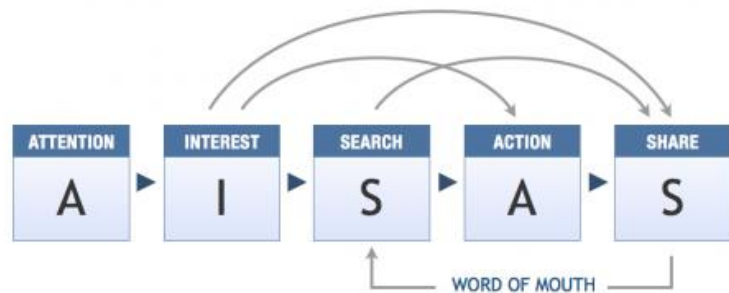 ATTENTION INTEREST SEARCH ACTION SHARE
A I S A S
WORD OF MOUTH